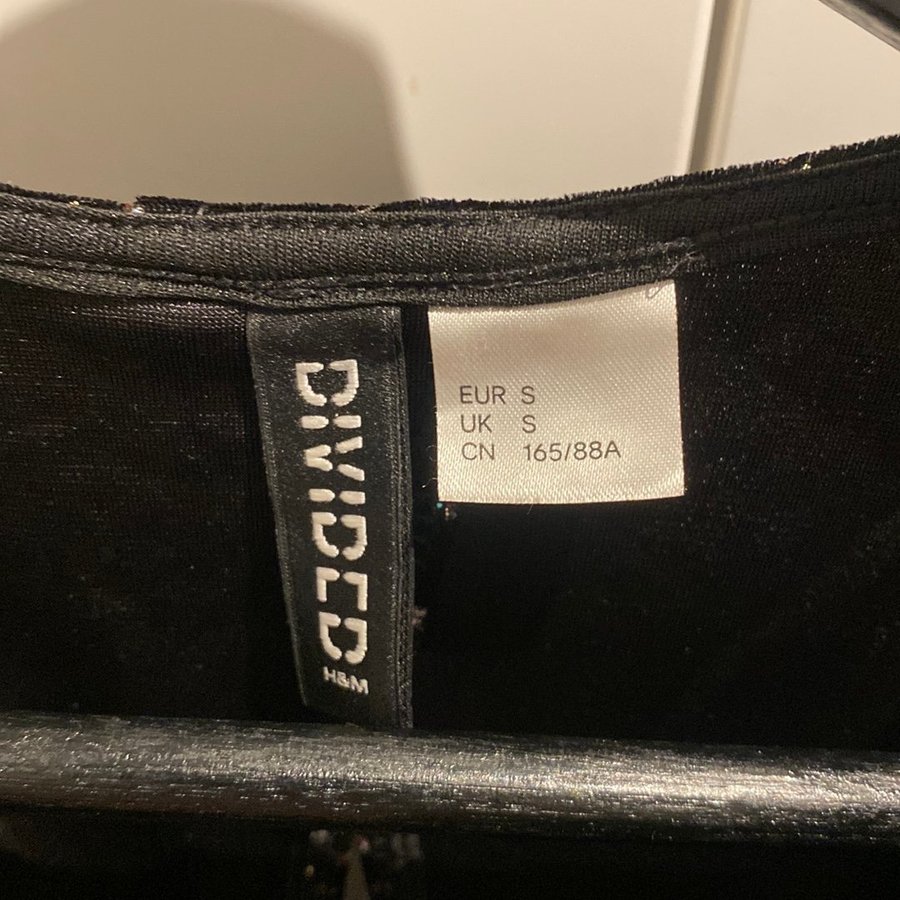 DIVIDED
H&M
EUR S
UK S
CN 165/88A